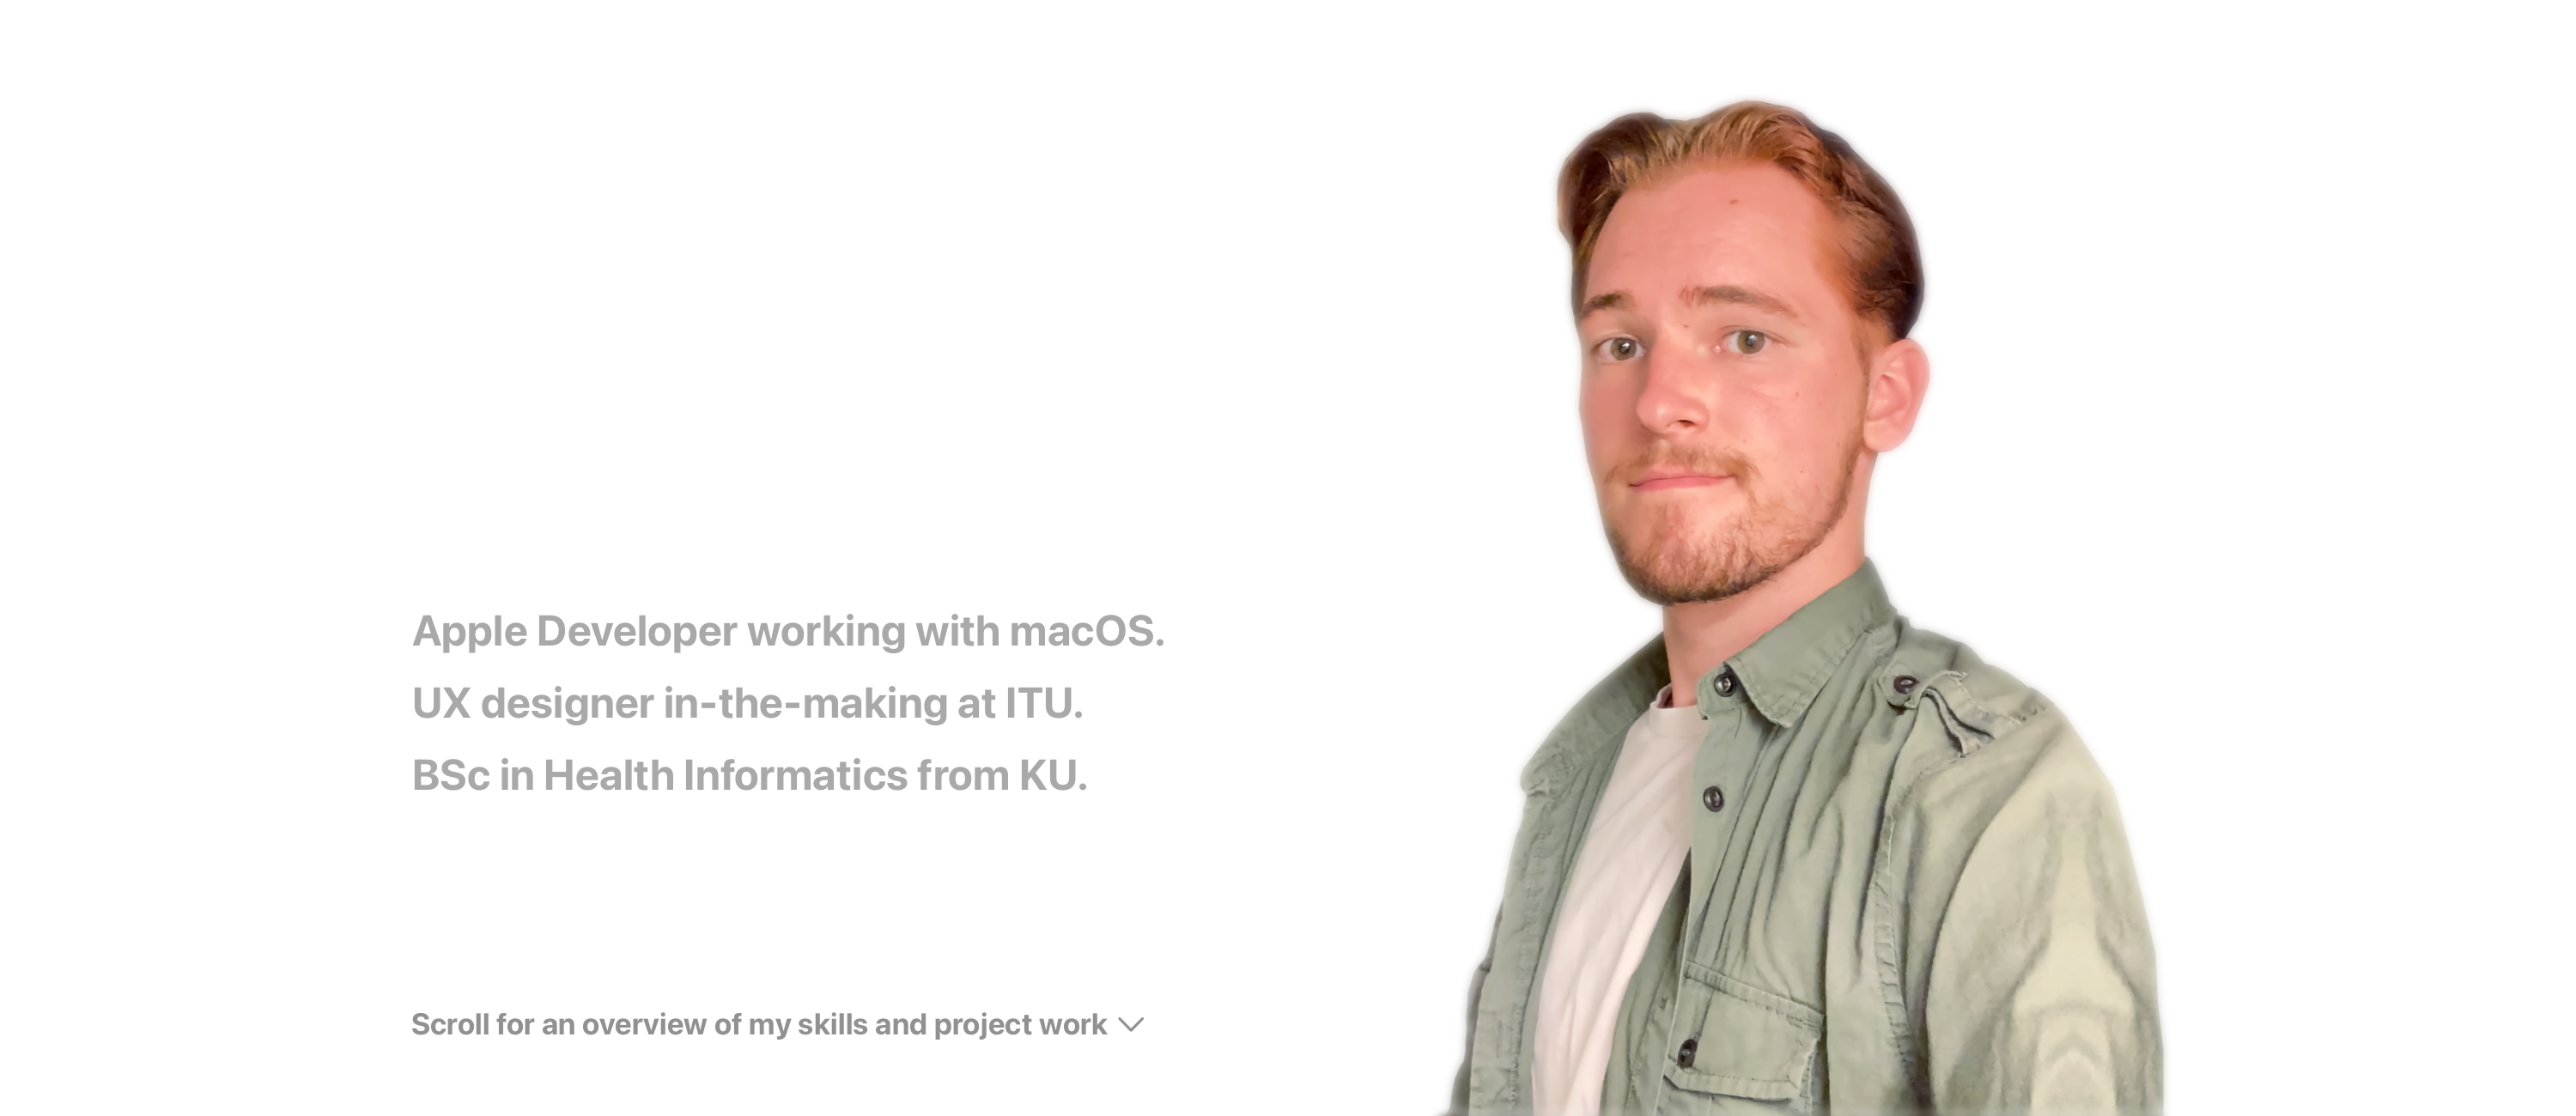 Apple Developer working with macOS.
UX designer in-the-making at ITU.
BSc in Health Informatics from KU.
Scroll for an overview of my skills and project work